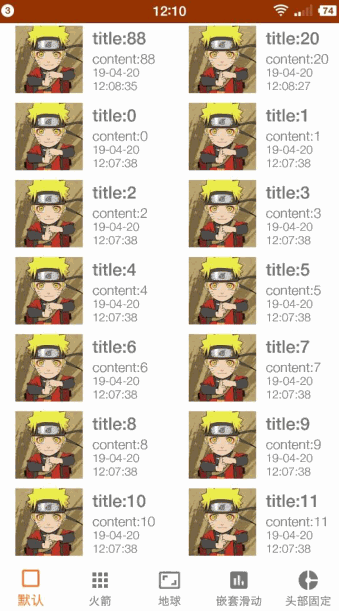 3 12:10 74
title:88
content:88
19-04-20
12:08:35
title:20
content:20
19-04-20
12:08:27
title:0
content:0
19-04-20
12:07:38
title:1
content:1
19-04-20
12:07:38
title:2
content:2
19-04-20
12:07:38
title:3
content:3
19-04-20
12:07:38
title:4
content:4
19-04-20
12:07:38
title:5
content:5
19-04-20
12:07:38
title:6
content:6
19-04-20
12:07:38
title:7
content:7
19-04-20
12:07:38
title:8
content:8
19-04-20
12:07:38
title:9
content:9
19-04-20
12:07:38
title:10
content:10
19-04-20
12:07:38
title:11
content:11
19-04-20
12:07:38
默认 火箭 地球 嵌套滑动 头部固定